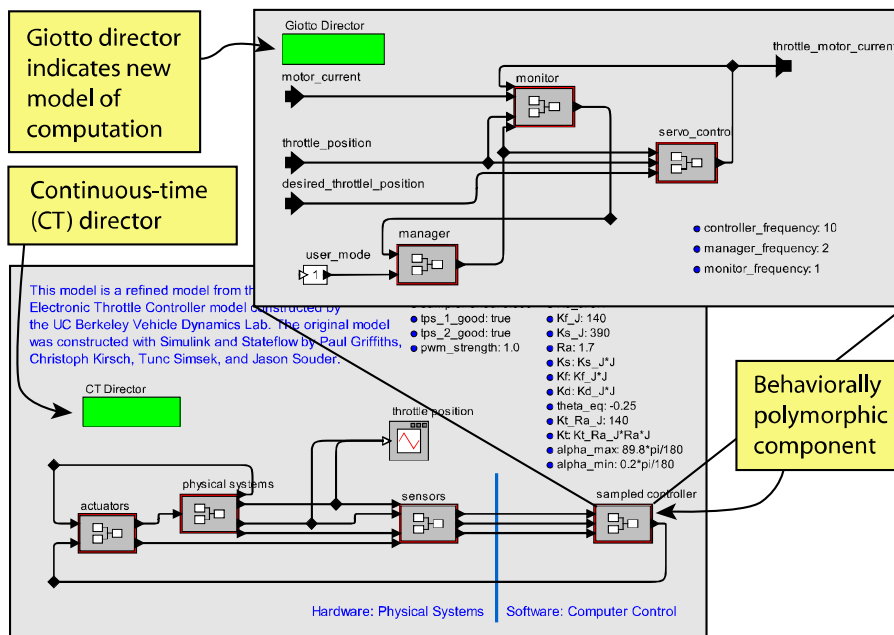 Giotto director
indicates new
model of
computation
Continuous-time
(CT) director
Giotto Director
motor_current
throttle_position
desired_throttlel_position
user_mode
1
manager
monitor
servo_control
throttle_motor_current
controller_frequency: 10
manager_frequency: 2
monitor_frequency: 1
This model is a refined model from th
Electronic Throttle Controller model constructed by
the UC Berkeley Vehicle Dynamics Lab. The original model
was constructed with Simulink and Stateflow by Paul Griffiths,
Christoph Kirsch, Tunc Simsek, and Jason Souder.
tps_1_good: true
tps_2_good: true
pwm_strength: 1.0
Kf_J: 140
Ks_J: 390
Ra: 1.7
Ks: Ks_J*J
Kf: Kf_J*J
Kd: Kd_J*J
theta_eq: -0.25
Kt_Ra_J: 140
Kt: Kt_Ra_J*Ra*J
alpha_max: 89.8*pi/180
alpha_min: 0.2*pi/180
Behaviorally
polymorphic
component
CT Director
throttle position
actuators
physical systems
sensors
sampled controller
Hardware: Physical Systems
Software: Computer Control